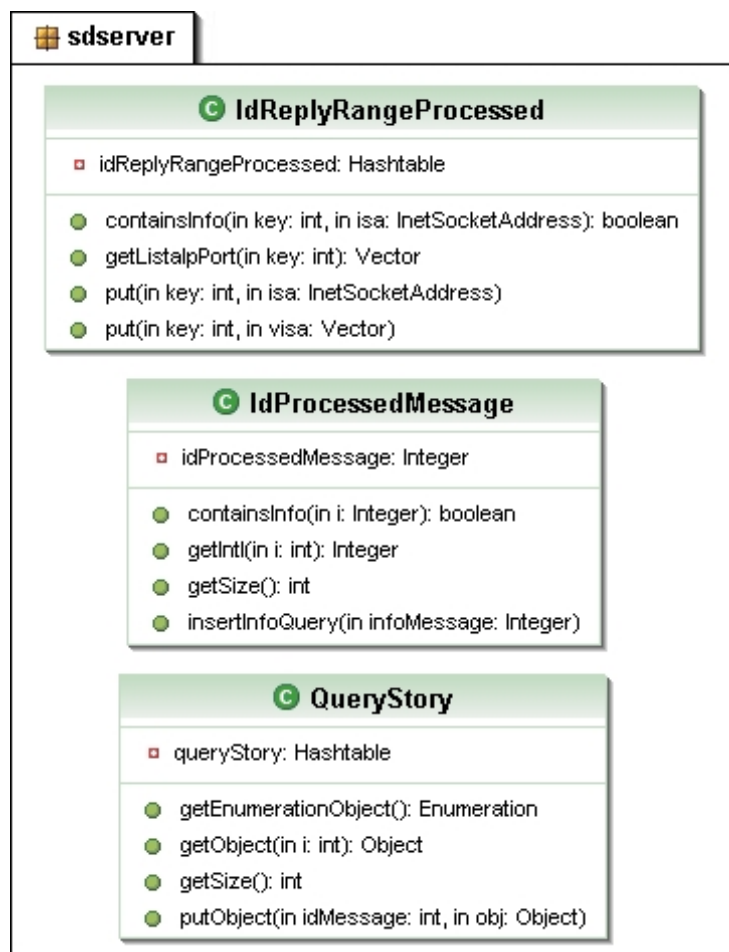 sdserver
IdReplyRangeProcessed
idReplyRangeProcessed: Hashtable
containsInfo(in key: int, in isa: InetSocketAddress): boolean
getListaIpPort(in key: int): Vector
put(in key: int, in isa: InetSocketAddress)
put(in key: int, in visa: Vector)
IdProcessedMessage
idProcessedMessage: Integer
containsInfo(in i: Integer): boolean
getIntI(in i: int): Integer
getSize(): int
insertInfoQuery(in infoMessage: Integer)
QueryStory
queryStory: Hashtable
getEnumerationObject(): Enumeration
getObject(in i: int): Object
getSize(): int
putObject(in idMessage: int, in obj: Object)